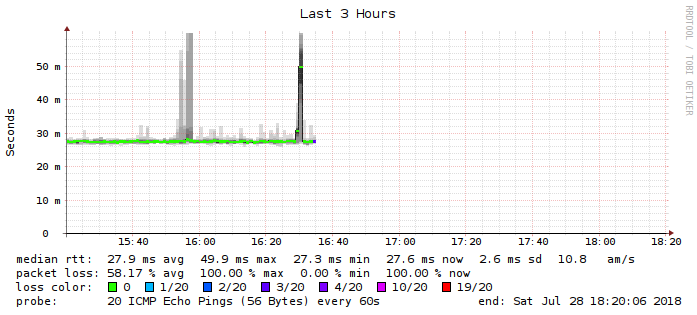 Last 3 Hours
RRDTOOL / TOBI OETIKER
Seconds
50 m
40 m
30 m
20 m
10 m
0
15:40 16:00 16:20 16:40 17:00 17:20 17:40 18:00 18:20
median rtt: 27.9 ms avg 49.9 ms max 27.3 ms min 27.6 ms now 2.6 ms sd 10.8 am/s
packet loss: 58.17 % avg 100.00 % max 0.00 % min 100.00 % now
loss color: 0 1/20 2/20 3/20 4/20 10/20 19/20
probe: 20 ICMP Echo Pings (56 Bytes) every 60s end: Sat Jul 28 18:20:06 2018